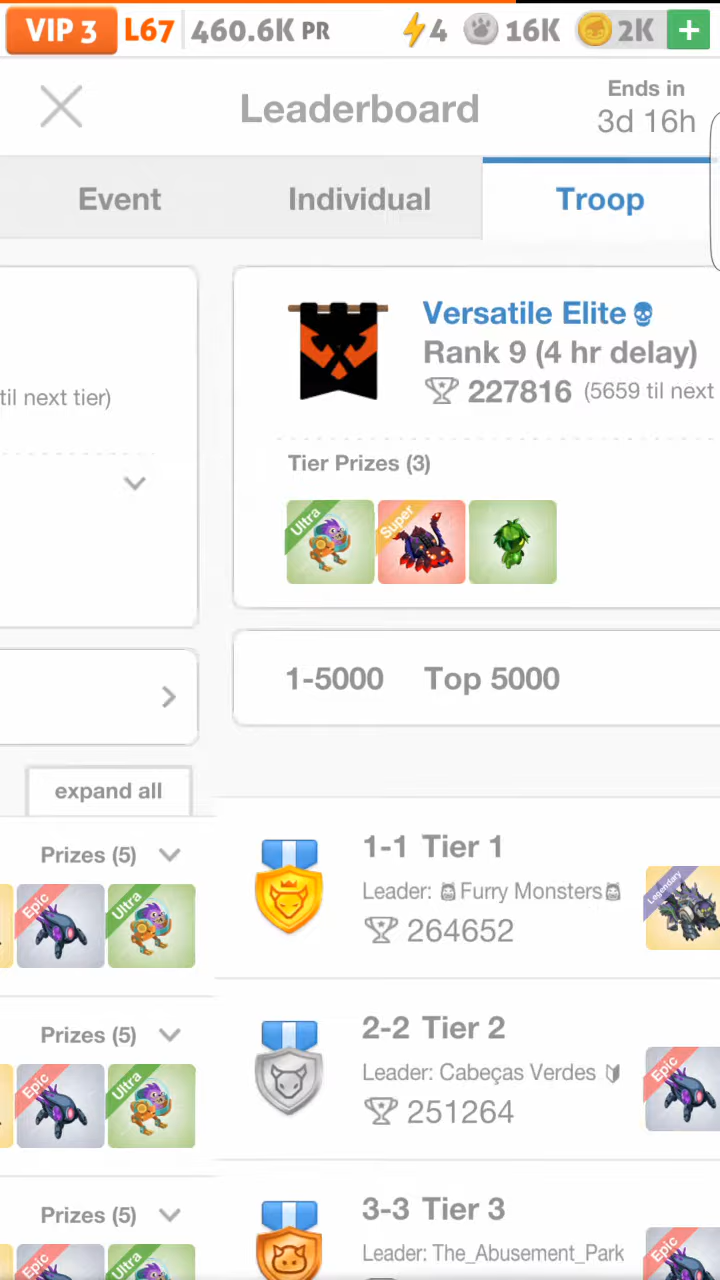 VIP 3 L67 460.6K PR 4 16K 2K +
Leaderboard
Ends in
3d 16h
Event Individual Troop
til next tier)
Versatile Elite
Rank 9 (4 hr delay)
227816 (5659 til next
Tier Prizes (3)
Ultra Super
1-5000 Top 5000
expand all
Prizes (5)
Epic Ultra
1-1 Tier 1
Leader: Furry Monsters
264652
Legendary
Prizes (5)
Epic Ultra
2-2 Tier 2
Leader: Cabeças Verdes
251264
Epic
Prizes (5)
Epic Ultra
3-3 Tier 3
Leader: The_Abusement_Park
Epic